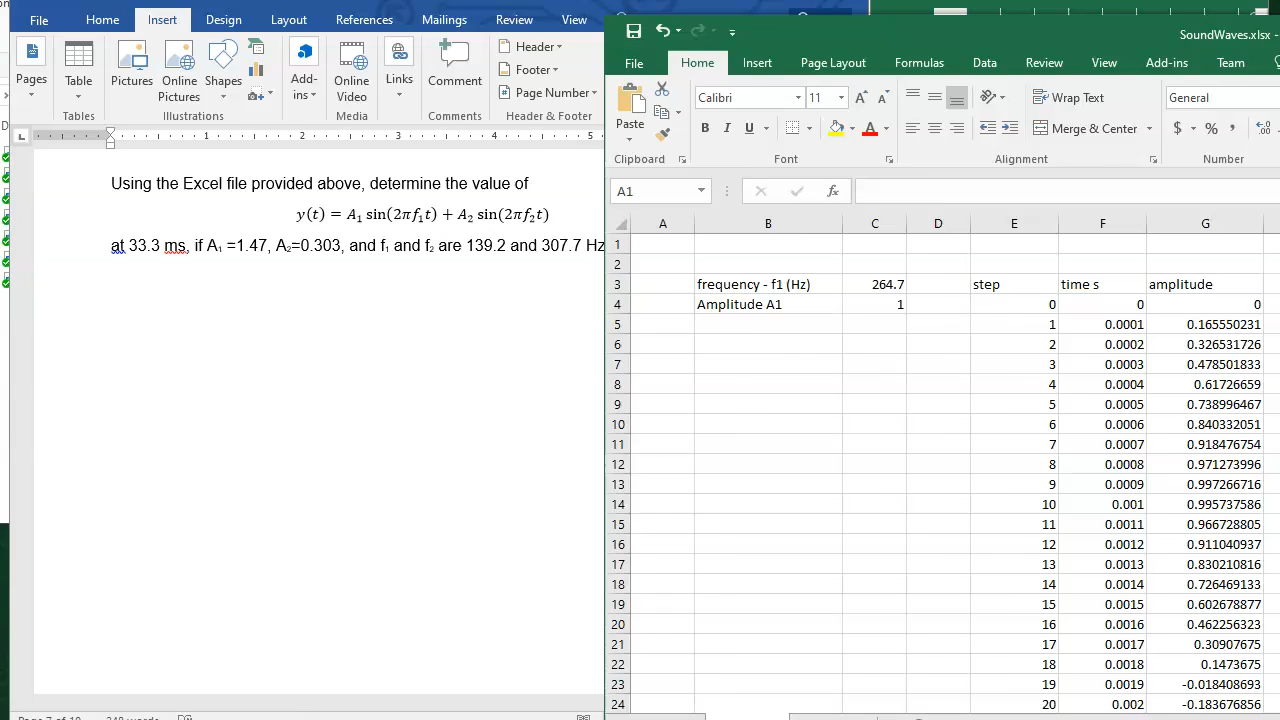 File Home Insert Design Layout References Mailings Review View
Pages Table Pictures Online Pictures Shapes Add-ins Online Video Links Comment Header Footer Page Number
Tables Illustrations Media Comments Header & Footer
1 2 3 4 5
Using the Excel file provided above, determine the value of
y(t) = A₁ sin(2πf₁t) + A₂ sin(2πf₂t)
at 33.3 ms, if A₁ =1.47, A₂=0.303, and f₁ and f₂ are 139.2 and 307.7 Hz
Page 7 of 10 248 words
SoundWaves.xlsx -
File Home Insert Page Layout Formulas Data Review View Add-ins Team
Paste Calibri 11 A A Wrap Text General
B I U A Merge & Center $ % ,
Clipboard Font Alignment Number
A1 fx
A B C D E F G
1
2
3 frequency - f1 (Hz) 264.7 step time s amplitude
4 Amplitude A1 1 0 0 0
5 1 0.0001 0.165550231
6 2 0.0002 0.326531726
7 3 0.0003 0.478501833
8 4 0.0004 0.61726659
9 5 0.0005 0.738996467
10 6 0.0006 0.840332051
11 7 0.0007 0.918476754
12 8 0.0008 0.971273996
13 9 0.0009 0.997266716
14 10 0.001 0.995737586
15 11 0.0011 0.966728805
16 12 0.0012 0.911040937
17 13 0.0013 0.830210816
18 14 0.0014 0.726469133
19 15 0.0015 0.602678877
20 16 0.0016 0.462256323
21 17 0.0017 0.30907675
22 18 0.0018 0.1473675
23 19 0.0019 -0.018408693
24 20 0.002 -0.183676856